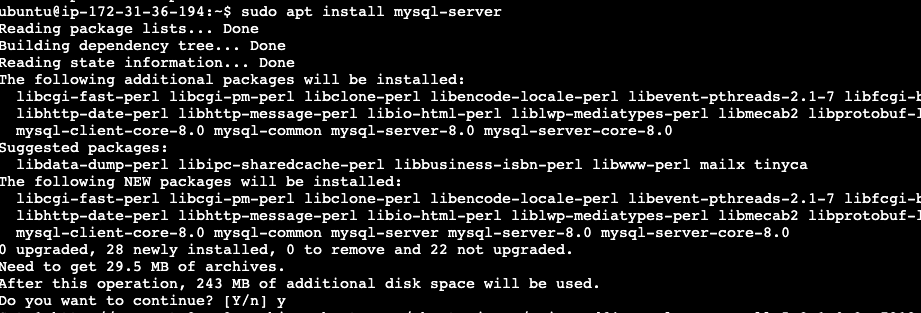 ubuntu@ip-172-31-36-194:~$ sudo apt install mysql-server
Reading package lists... Done
Building dependency tree... Done
Reading state information... Done
The following additional packages will be installed:
libcgi-fast-perl libcgi-pm-perl libclone-perl libencode-locale-perl libevent-pthreads-2.1-7 libfcgi-b
libhttp-date-perl libhttp-message-perl libio-html-perl liblwp-mediatypes-perl libmecab2 libprotobuf-l
mysql-client-core-8.0 mysql-common mysql-server-8.0 mysql-server-core-8.0
Suggested packages:
libdata-dump-perl libipc-sharedcache-perl libbusiness-isbn-perl libwww-perl mailx tinyca
The following NEW packages will be installed:
libcgi-fast-perl libcgi-pm-perl libclone-perl libencode-locale-perl libevent-pthreads-2.1-7 libfcgi-b
libhttp-date-perl libhttp-message-perl libio-html-perl liblwp-mediatypes-perl libmecab2 libprotobuf-l
mysql-client-core-8.0 mysql-common mysql-server mysql-server-8.0 mysql-server-core-8.0
0 upgraded, 28 newly installed, 0 to remove and 22 not upgraded.
Need to get 29.5 MB of archives.
After this operation, 243 MB of additional disk space will be used.
Do you want to continue? [Y/n] y